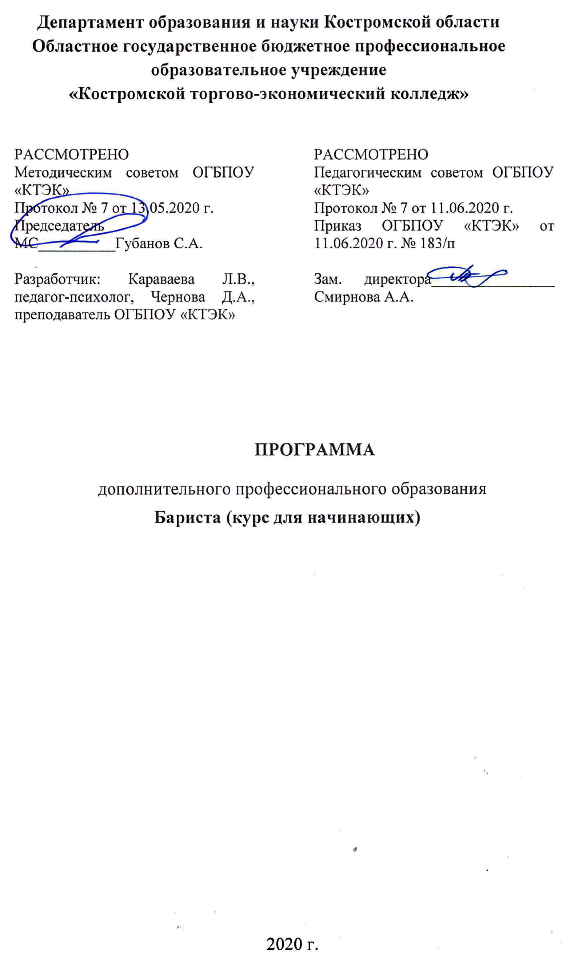 Департамент образования и науки Костромской области
Областное государственное бюджетное профессиональное
образовательное учреждение
«Костромской торгово-экономический колледж»
РАССМОТРЕНО
Методическим советом ОГБПОУ
«КТЭК»
Протокол № 7 от 13.05.2020 г.
Председатель
МС__________Губанов С.А.
Разработчик: Караваева Л.В.,
педагог-психолог, Чернова Д.А.,
преподаватель ОГБПОУ «КТЭК»
РАССМОТРЕНО
Педагогическим советом ОГБПОУ
«КТЭК»
Протокол № 7 от 11.06.2020 г.
Приказ ОГБПОУ «КТЭК» от
11.06.2020 г. № 183/п
Зам. директора________________
Смирнова А.А.
ПРОГРАММА
дополнительного профессионального образования
Бариста (курс для начинающих)
2020 г.